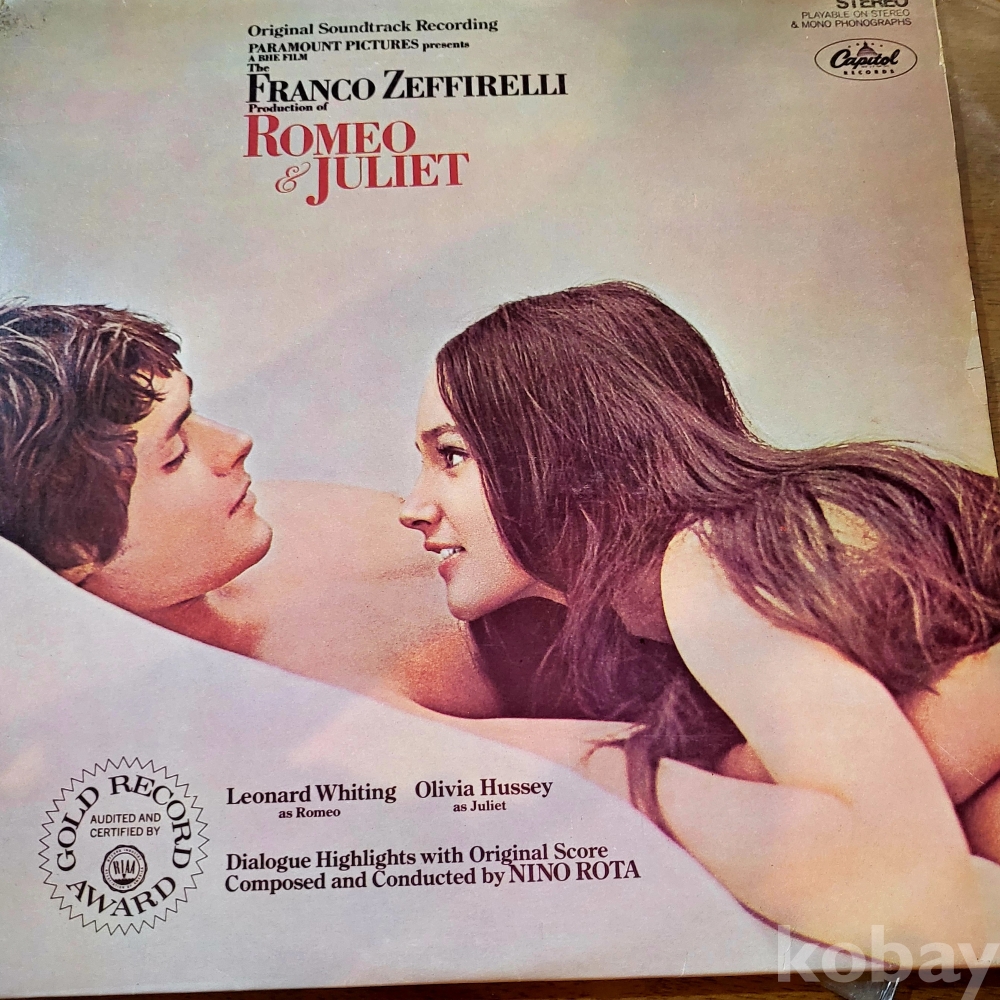 Original Soundtrack Recording
PARAMOUNT PICTURES presents
A BHE FILM
The
FRANCO ZEFFIRELLI
Production of
ROMEO
& JULIET
STEREO
PLAYABLE ON STEREO
& MONO PHONOGRAPHS
Capitol
RECORDS
GOLD RECORD
AUDITED AND
CERTIFIED BY
RIAA
AWARD
Leonard Whiting
as Romeo
Olivia Hussey
as Juliet
Dialogue Highlights with Original Score
Composed and Conducted by NINO ROTA
kobay